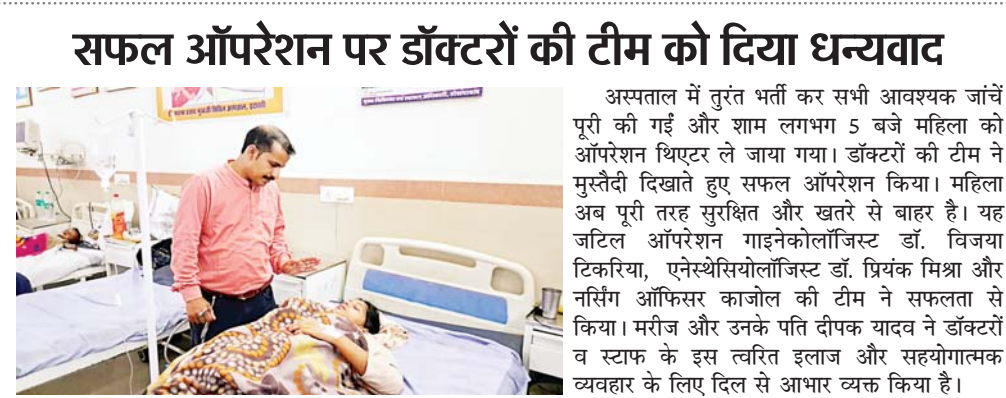 सफल ऑपरेशन पर डॉक्टरों की टीम को दिया धन्यवाद
अस्पताल में तुरंत भर्ती कर सभी आवश्यक जांचें
पूरी की गईं और शाम लगभग 5 बजे महिला को
ऑपरेशन थिएटर ले जाया गया। डॉक्टरों की टीम ने
मुस्तैदी दिखाते हुए सफल ऑपरेशन किया। महिला
अब पूरी तरह सुरक्षित और खतरे से बाहर है। यह
जटिल ऑपरेशन गाइनेकोलॉजिस्ट डॉ. विजया
टिकरिया, एनेस्थेसियोलॉजिस्ट डॉ. प्रियंक मिश्रा और
नर्सिंग ऑफिसर काजोल की टीम ने सफलता से
किया। मरीज और उनके पति दीपक यादव ने डॉक्टरों
व स्टाफ के इस त्वरित इलाज और सहयोगात्मक
व्यवहार के लिए दिल से आभार व्यक्त किया है।